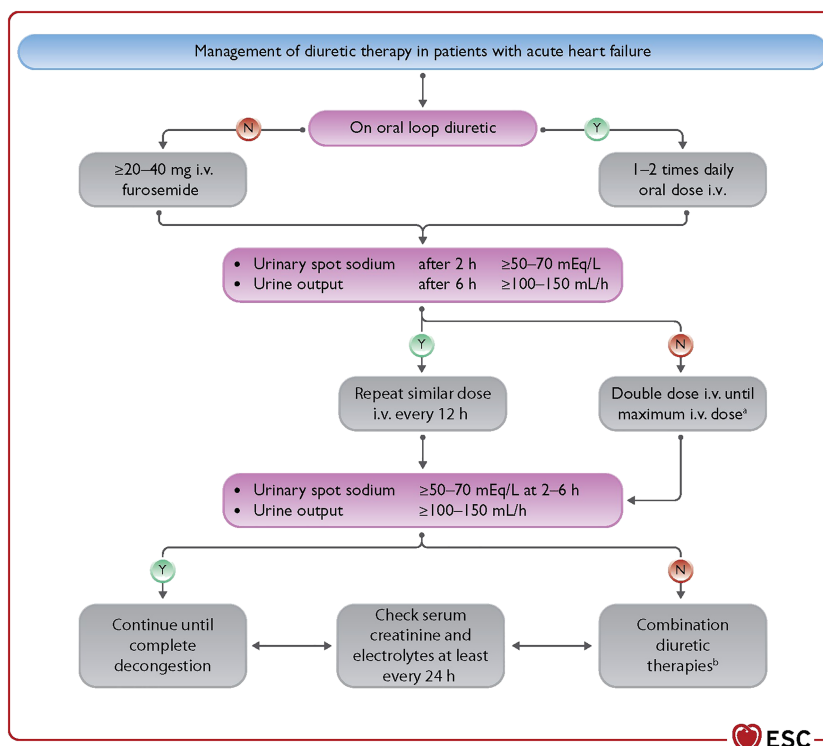 Management of diuretic therapy in patients with acute heart failure
On oral loop diuretic
N
Y
≥20–40 mg i.v.
furosemide
1–2 times daily
oral dose i.v.
• Urinary spot sodium after 2 h ≥50–70 mEq/L
• Urine output after 6 h ≥100–150 mL/h
Y
N
Repeat similar dose
i.v. every 12 h
Double dose i.v. until
maximum i.v. doseᵃ
• Urinary spot sodium ≥50–70 mEq/L at 2–6 h
• Urine output ≥100–150 mL/h
Y
N
Continue until
complete
decongestion
Check serum
creatinine and
electrolytes at least
every 24 h
Combination
diuretic
therapiesᵇ
ESC